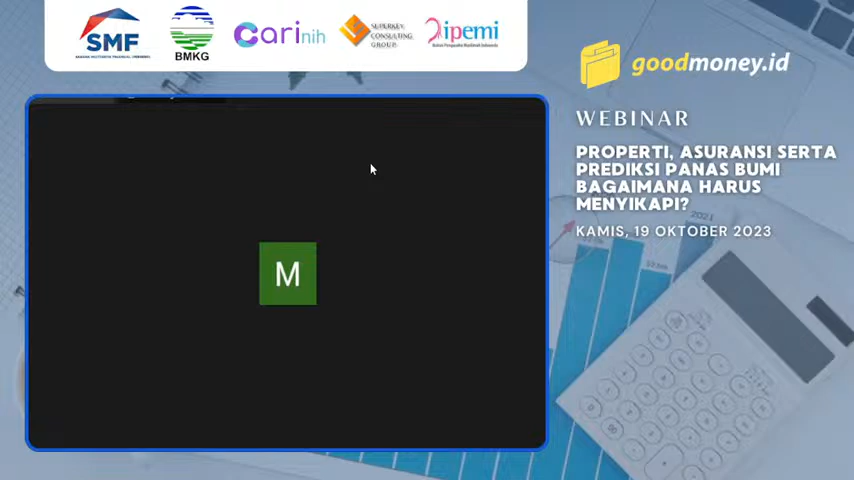 SMF
BMKG
Carinih
SUPERKEY
CONSULTING
GROUP
ipemi
goodmoney.id
WEBINAR
PROPERTI, ASURANSI SERTA
PREDIKSI PANAS BUMI
BAGAIMANA HARUS
MENYIKAPI?
2021
KAMIS, 19 OKTOBER 2023
M